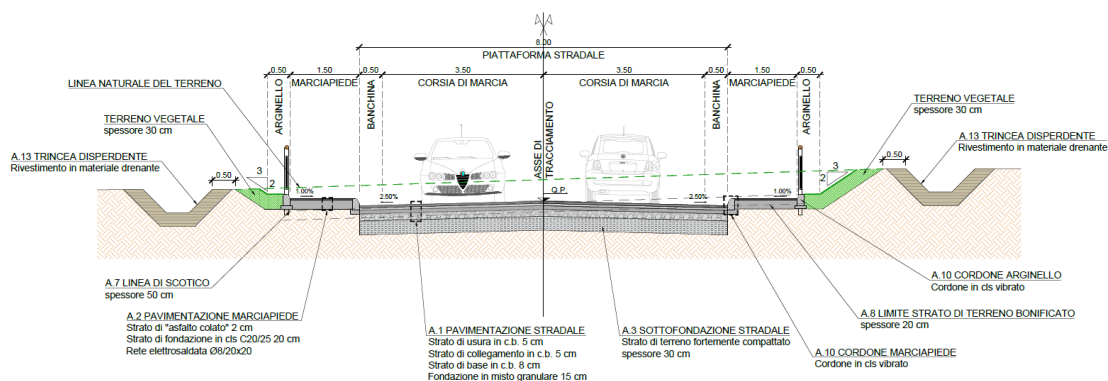 8.00
PIATTAFORMA STRADALE
0.50 1.50 0.50 3.50 3.50 0.50 1.50 0.50
MARCIAPIEDE CORSIA DI MARCIA CORSIA DI MARCIA MARCIAPIEDE
ARGINELLO
BANCHINA
ASSE DI
TRACCIAMENTO
BANCHINA
ARGINELLO
LINEA NATURALE DEL TERRENO
TERRENO VEGETALE
spessore 30 cm
A.13 TRINCEA DISPERDENTE
Rivestimento in materiale drenante
0.50
3
2
1.00%
2.50%
Q.P.
2.50%
1.00%
3
2
0.50
TERRENO VEGETALE
spessore 30 cm
A.13 TRINCEA DISPERDENTE
Rivestimento in materiale drenante
A.7 LINEA DI SCOTICO
spessore 50 cm
A.2 PAVIMENTAZIONE MARCIAPIEDE
Strato di "asfalto colato" 2 cm
Strato di fondazione in cls C20/25 20 cm
Rete elettrosaldata Ø8/20x20
A.1 PAVIMENTAZIONE STRADALE
Strato di usura in c.b. 5 cm
Strato di collegamento in c.b. 5 cm
Strato di base in c.b. 8 cm
Fondazione in misto granulare 15 cm
A.3 SOTTOFONDAZIONE STRADALE
Strato di terreno fortemente compattato
spessore 30 cm
A.10 CORDONE ARGINELLO
Cordone in cls vibrato
A.8 LIMITE STRATO DI TERRENO BONIFICATO
spessore 20 cm
A.10 CORDONE MARCIAPIEDE
Cordone in cls vibrato